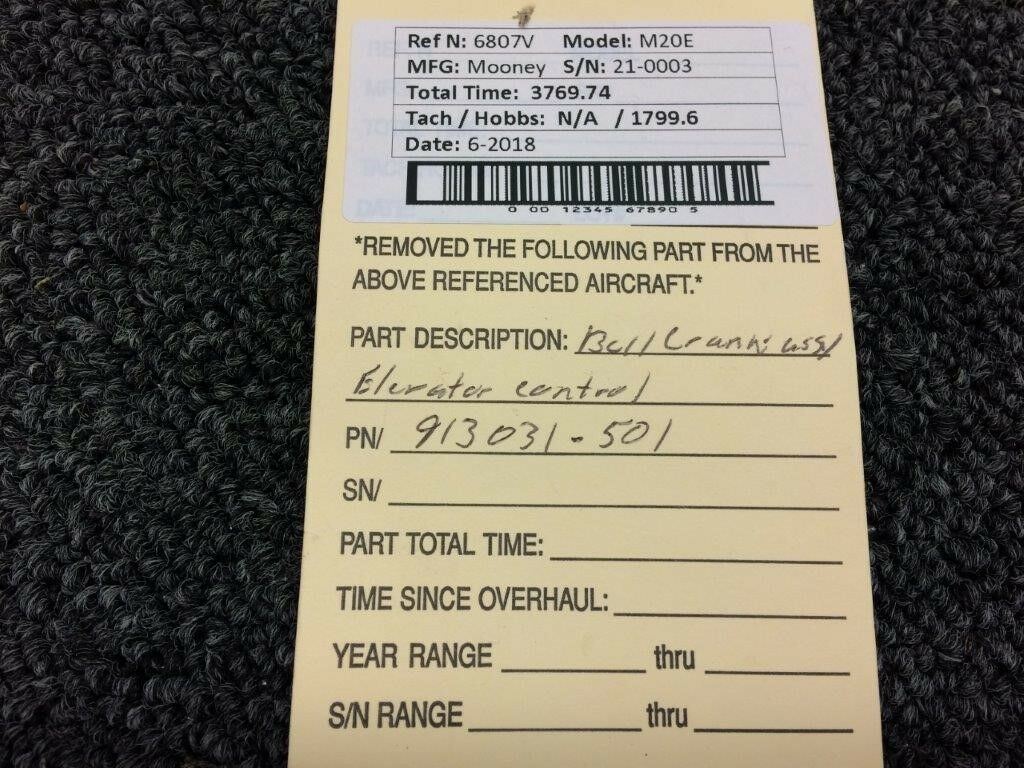 Ref N: 6807V Model: M20E
MFG: Mooney S/N: 21-0003
Total Time: 3769.74
Tach / Hobbs: N/A / 1799.6
Date: 6-2018
0 00 12345 67890 5
*REMOVED THE FOLLOWING PART FROM THE
ABOVE REFERENCED AIRCRAFT.*
PART DESCRIPTION: Bell Crank assy
Elevator control
PN/ 913031-501
SN/
PART TOTAL TIME:
TIME SINCE OVERHAUL:
YEAR RANGE thru
S/N RANGE thru